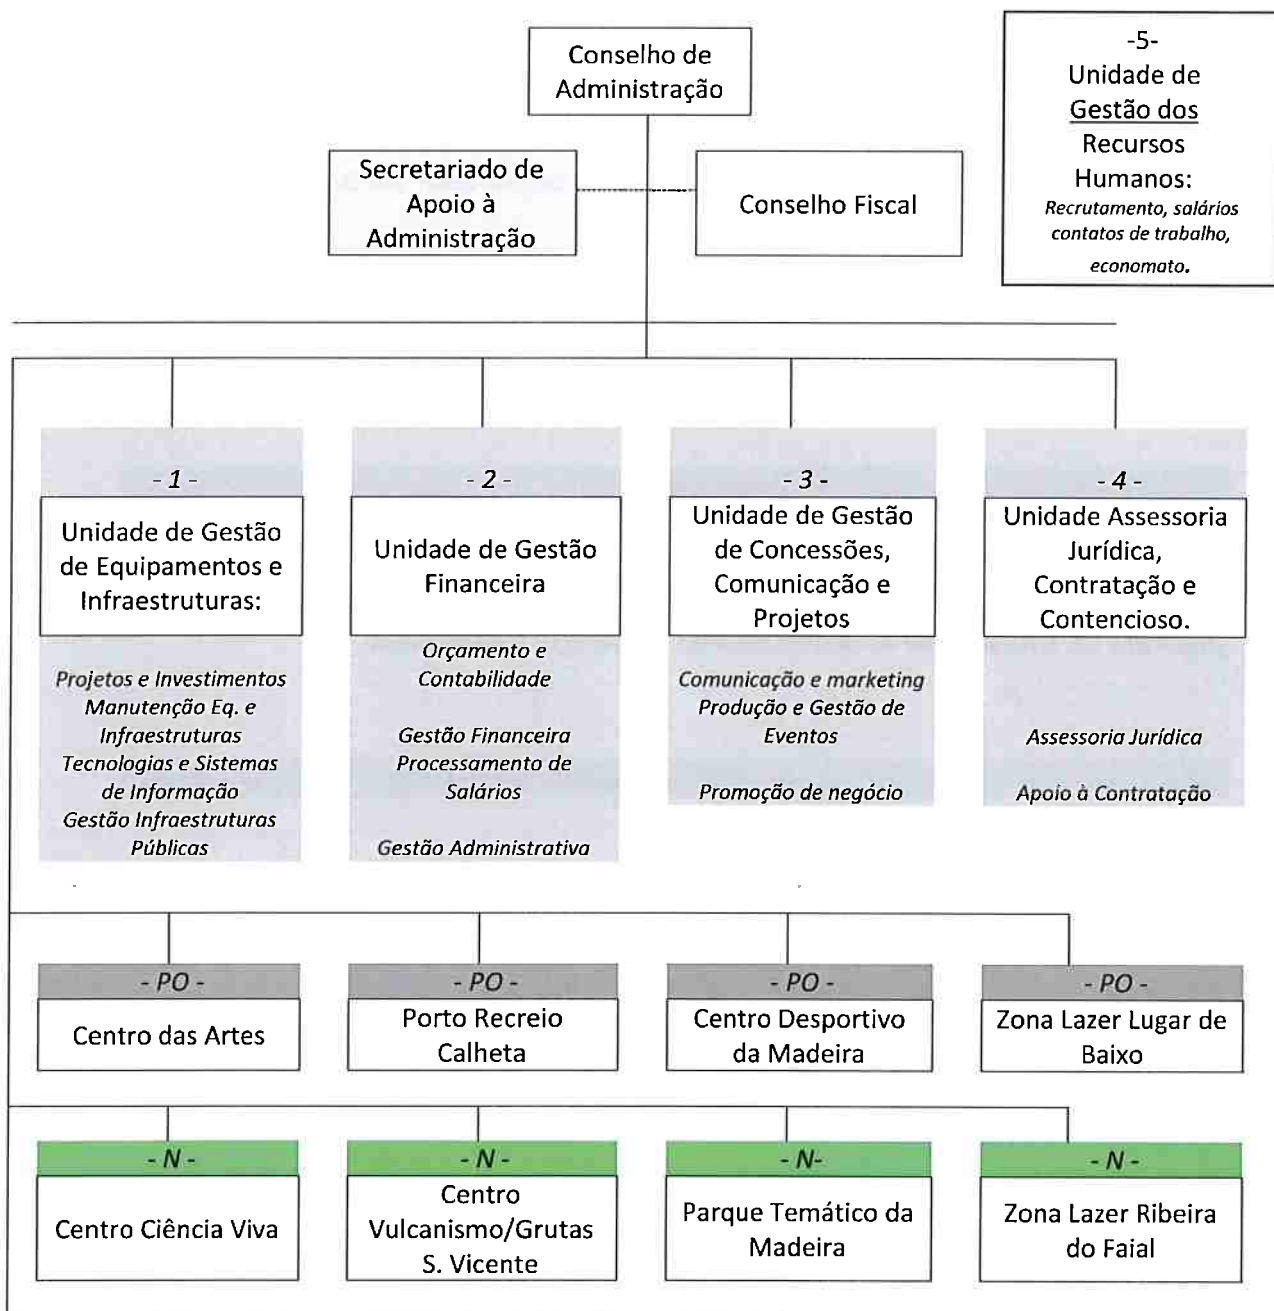 Conselho de
Administração
-5-
Unidade de
Gestão dos
Recursos
Humanos:
Recrutamento, salários
contatos de trabalho,
economato.
Secretariado de
Apoio à
Administração
Conselho Fiscal
- 1 -
Unidade de Gestão
de Equipamentos e
Infraestruturas:
Projetos e Investimentos
Manutenção Eq. e
Infraestruturas
Tecnologias e Sistemas
de Informação
Gestão Infraestruturas
Públicas
- 2 -
Unidade de Gestão
Financeira
Orçamento e
Contabilidade
Gestão Financeira
Processamento de
Salários
Gestão Administrativa
- 3 -
Unidade de Gestão
de Concessões,
Comunicação e
Projetos
Comunicação e marketing
Produção e Gestão de
Eventos
Promoção de negócio
- 4 -
Unidade Assessoria
Jurídica,
Contratação e
Contencioso.
Assessoria Jurídica
Apoio à Contratação
- PO -
Centro das Artes
- PO -
Porto Recreio
Calheta
- PO -
Centro Desportivo
da Madeira
- PO -
Zona Lazer Lugar de
Baixo
- N -
Centro Ciência Viva
- N -
Centro
Vulcanismo/Grutas
S. Vicente
- N-
Parque Temático da
Madeira
- N -
Zona Lazer Ribeira
do Faial